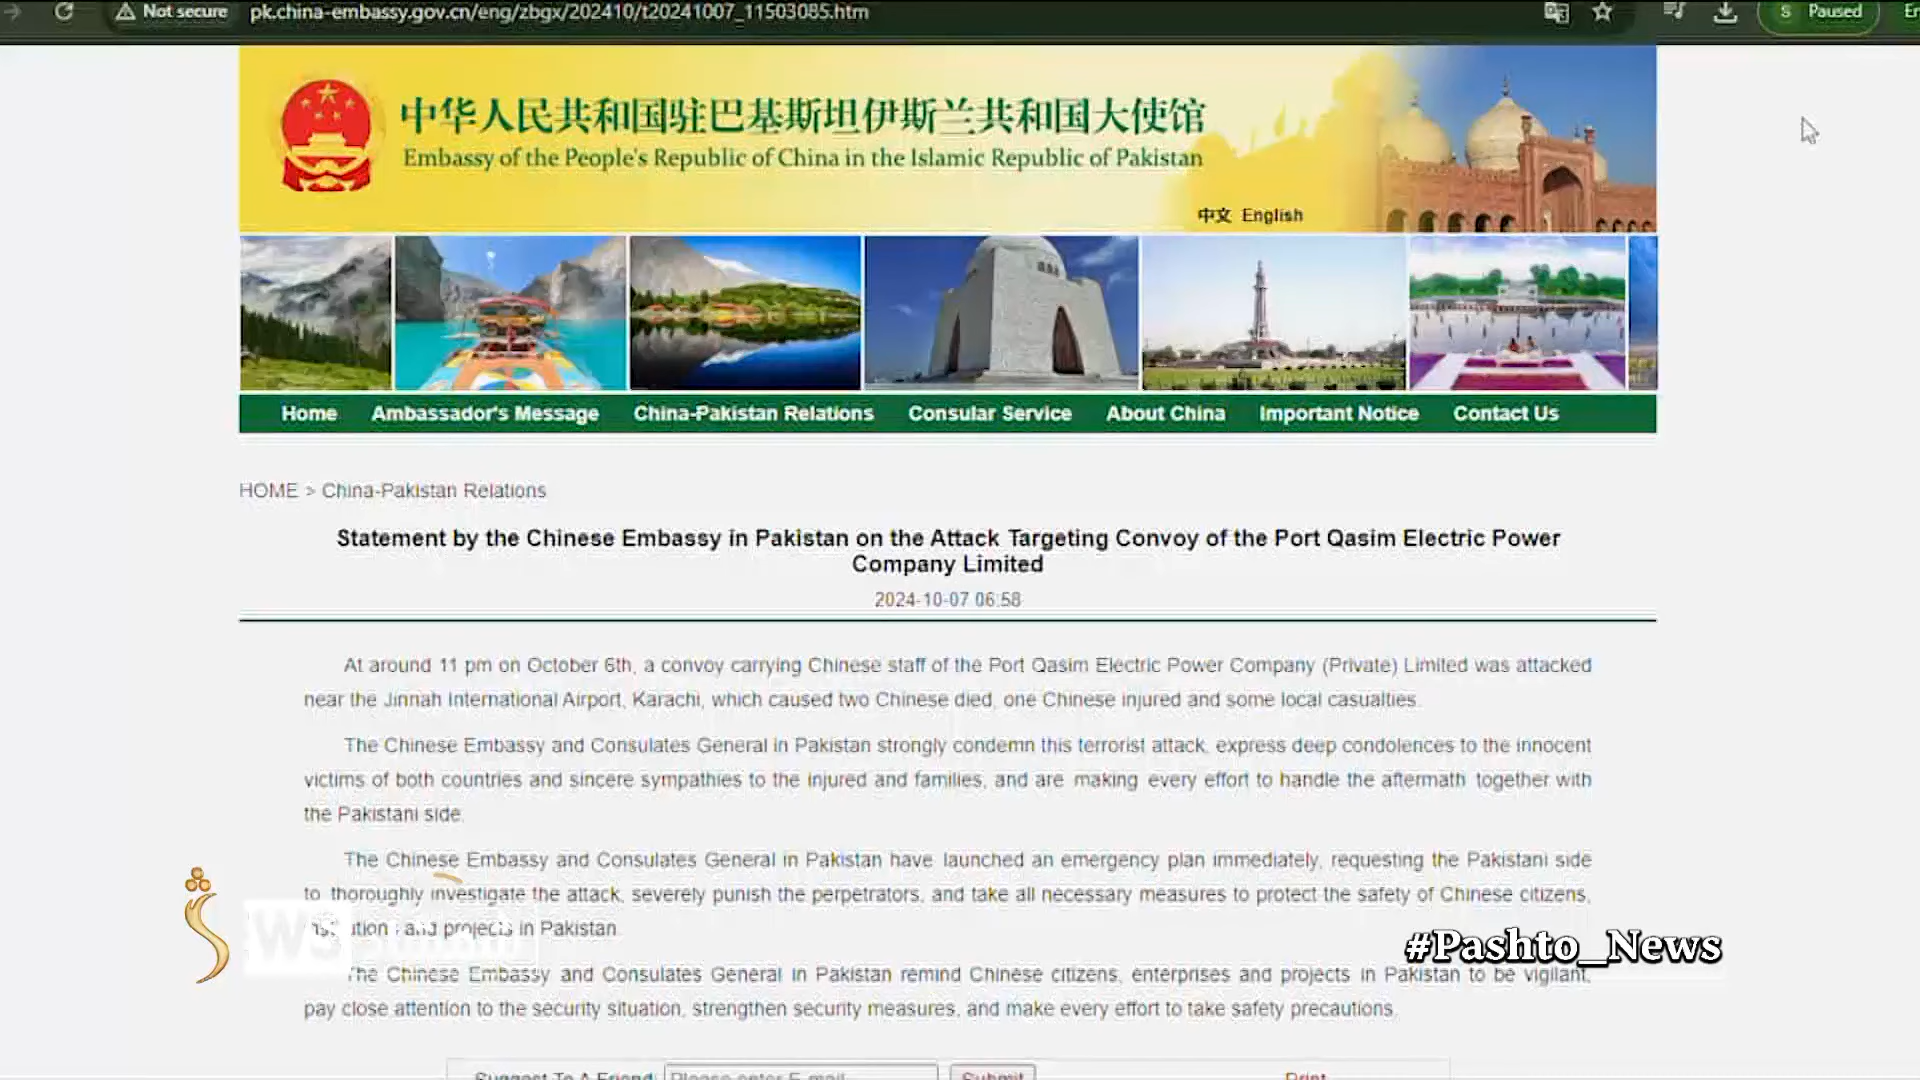 Not secure pk.china-embassy.gov.cn/eng/zbgx/202410/t20241007_11503085.htm S Paused
中华人民共和国驻巴基斯坦伊斯兰共和国大使馆
Embassy of the People's Republic of China in the Islamic Republic of Pakistan
中文 English
Home Ambassador's Message China-Pakistan Relations Consular Service About China Important Notice Contact Us
HOME > China-Pakistan Relations
Statement by the Chinese Embassy in Pakistan on the Attack Targeting Convoy of the Port Qasim Electric Power
Company Limited
2024-10-07 06:58
At around 11 pm on October 6th, a convoy carrying Chinese staff of the Port Qasim Electric Power Company (Private) Limited was attacked
near the Jinnah International Airport, Karachi, which caused two Chinese died, one Chinese injured and some local casualties.
The Chinese Embassy and Consulates General in Pakistan strongly condemn this terrorist attack, express deep condolences to the innocent
victims of both countries and sincere sympathies to the injured and families, and are making every effort to handle the aftermath together with
the Pakistani side.
The Chinese Embassy and Consulates General in Pakistan have launched an emergency plan immediately, requesting the Pakistani side
to thoroughly investigate the attack, severely punish the perpetrators, and take all necessary measures to protect the safety of Chinese citizens,
and projects in Pakistan.
#Pashto_News
The Chinese Embassy and Consulates General in Pakistan remind Chinese citizens, enterprises and projects in Pakistan to be vigilant,
pay close attention to the security situation, strengthen security measures, and make every effort to take safety precautions.
Suggest To A Friend: Please enter E-mail Submit Print